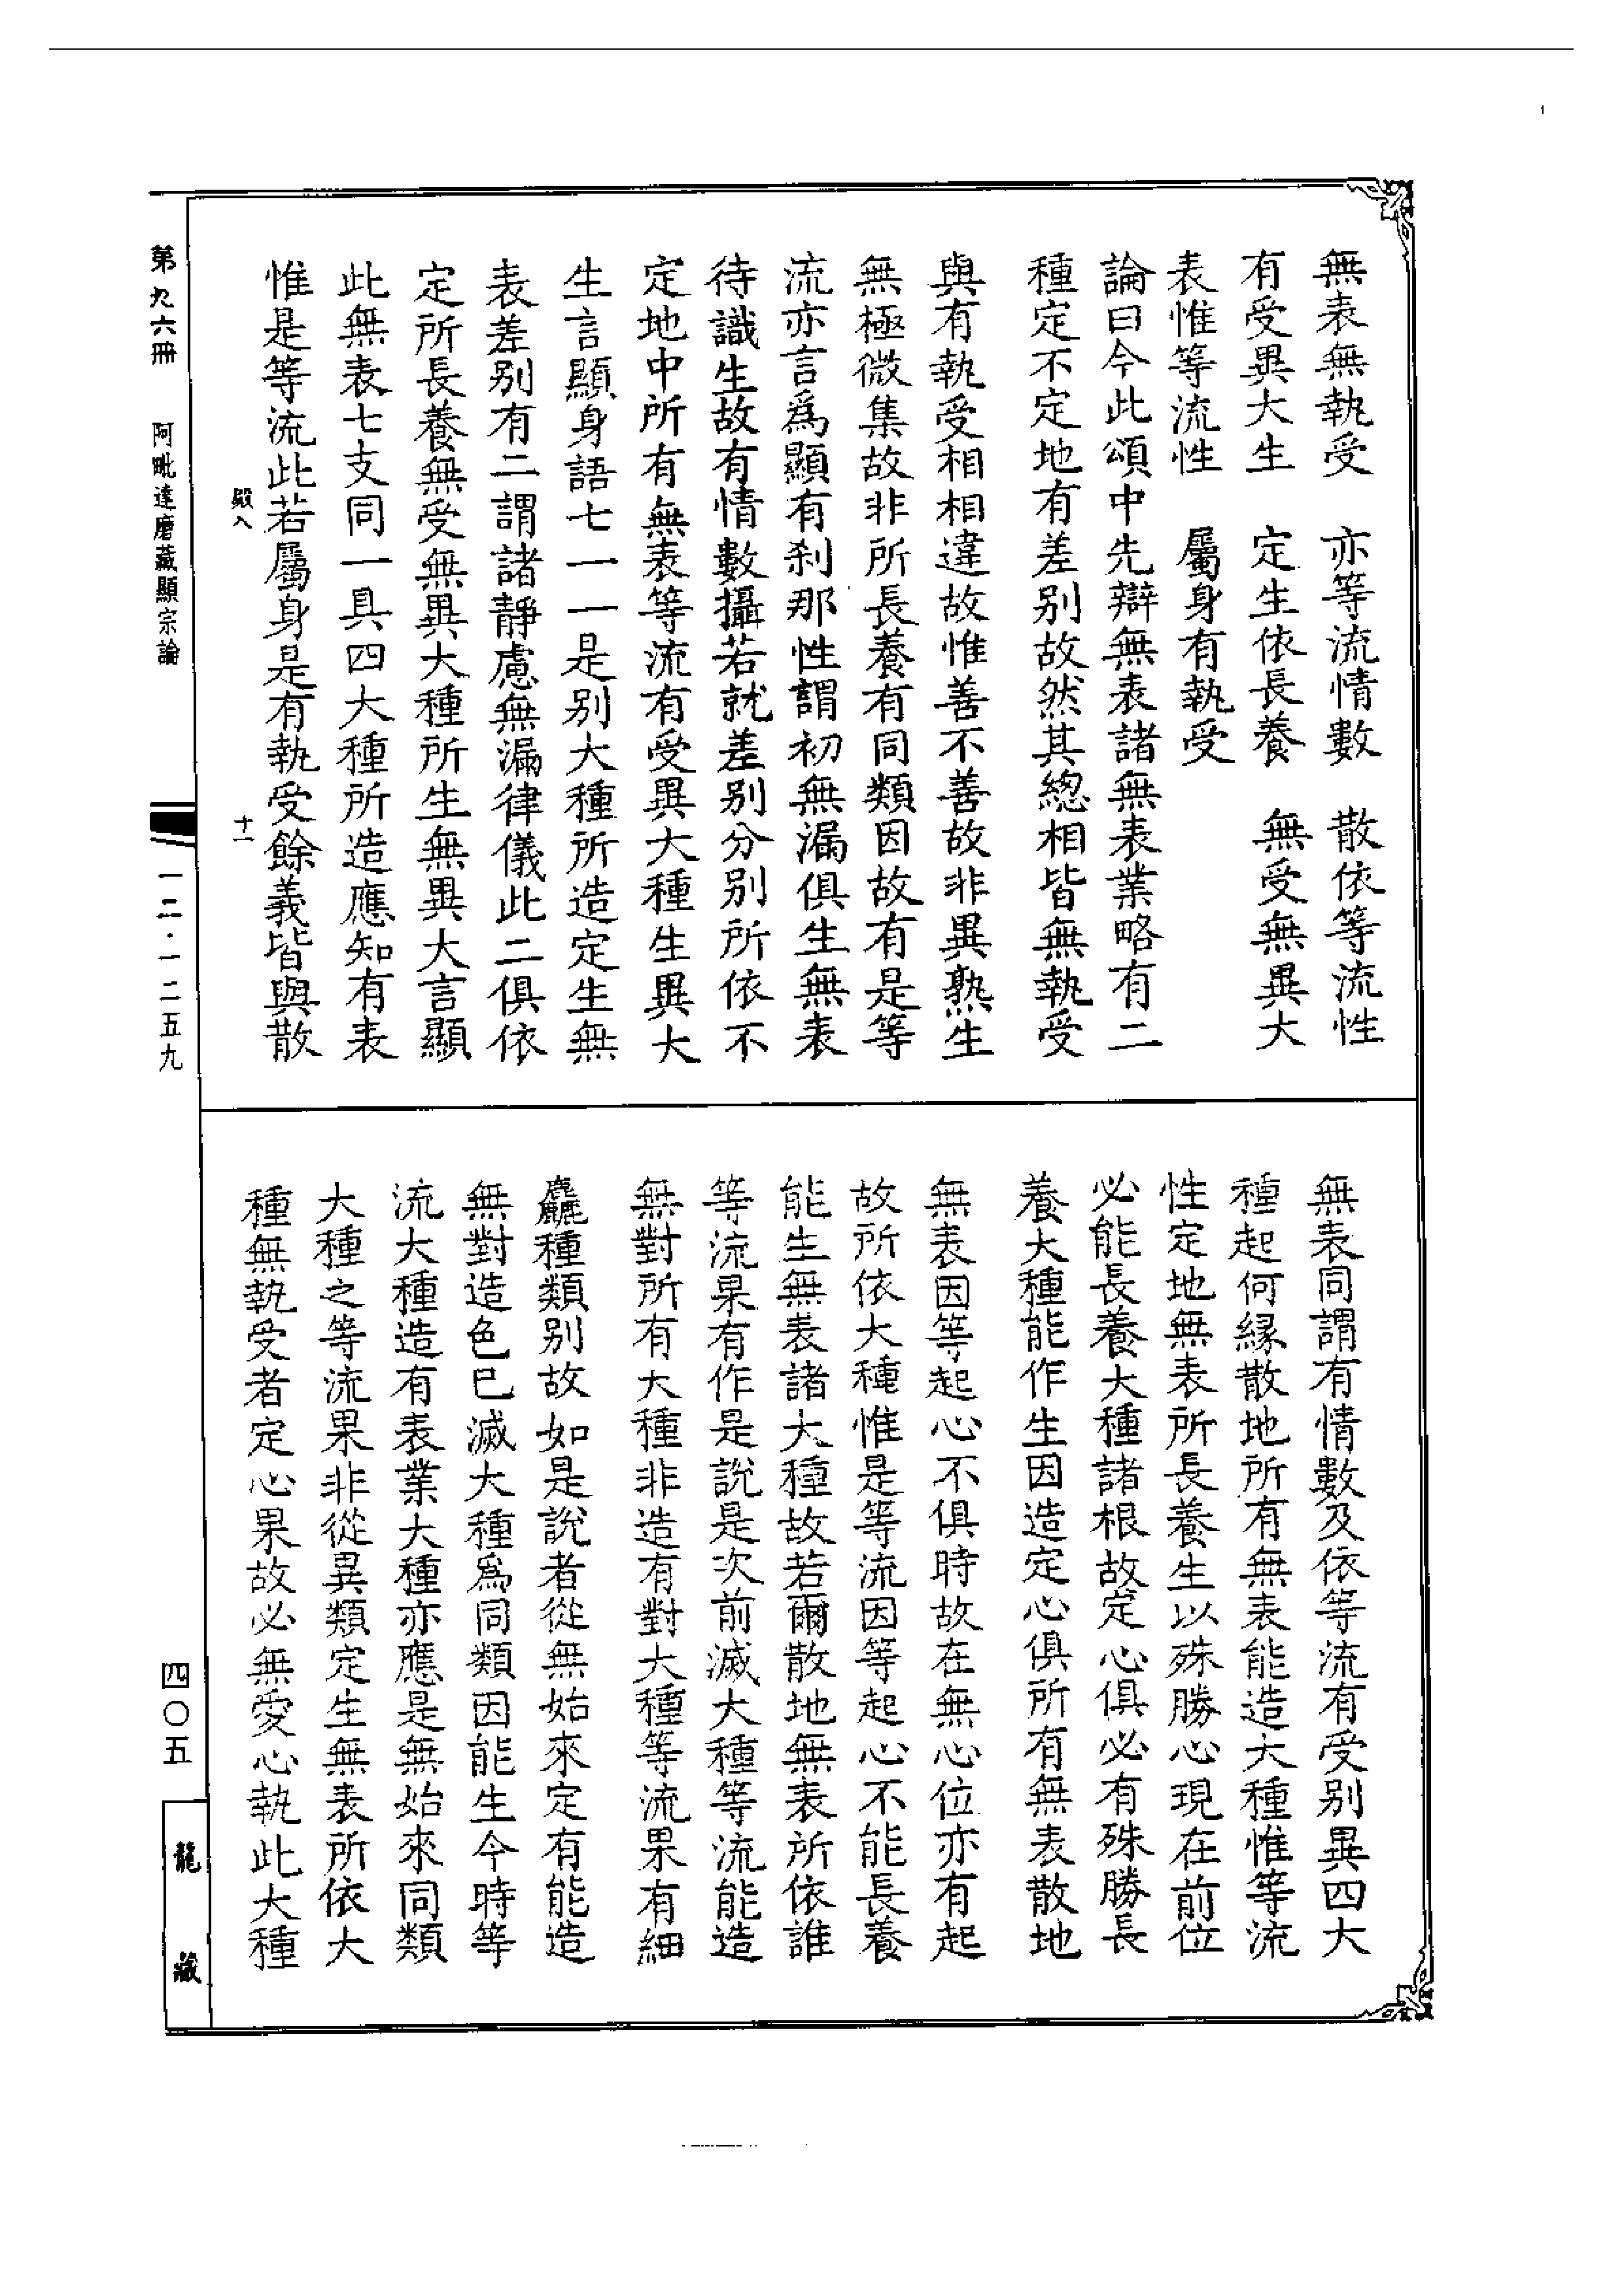 1
無表無執受　亦等流情數　散依等流性
有受異大生　定生依長養　無受無異大
表惟等流性　屬身有執受
論曰今此頌中先辯無表諸無表業略有二
種定不定地有差别故然其總相皆無執受
與有執受相相違故惟善不善故非異熟生
無極微集故非所長養有同類因故有是等
流亦言爲顯有刹那性謂初無漏俱生無表
待識生故有情數攝若就差别分别所依不
定地中所有無表等流有受異大種生異大
生言顯身語七一一是别大種所造定生無
表差别有二謂諸靜慮無漏律儀此二俱依
定所長養無受無異大種所生無異大言顯
此無表七支同一具四大種所造應知有表
惟是等流此若屬身是有執受餘義皆與散
殿八　十一
無表同謂有情數及依等流有受别異四大
種起何緣散地所有無表能造大種惟等流
性定地無表所長養生以殊勝心現在前位
必能長養大種諸根故定心俱必有殊勝長
養大種能作生因造定心俱所有無表散地
無表因等起心不俱時故在無心位亦有起
故所依大種惟是等流因等起心不能長養
能生無表諸大種故若爾散地無表所依誰
等流果有作是說是次前滅大種等流能造
無對所有大種非造有對大種等流果有細
麤種類别故如是說者從無始來定有能造
無對造色已滅大種爲同類因能生今時等
流大種造有表業大種亦應是無始來同類
大種之等流果非從異類定生無表所依大
種無執受者定心果故必無愛心執此大種
第九六冊　阿毗達磨藏顯宗論　一二·一二五九
四〇五　龍藏